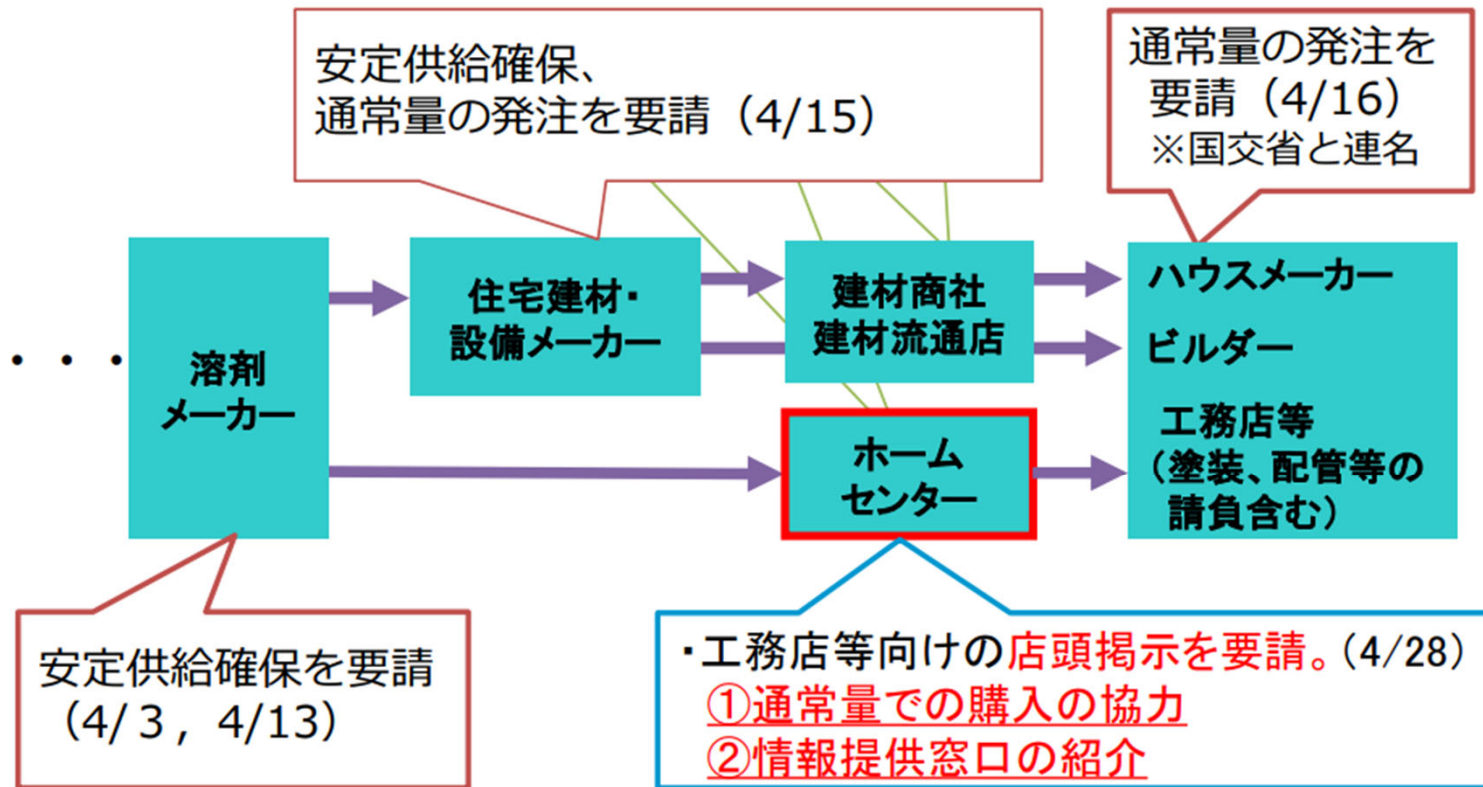 安定供給確保、
通常量の発注を要請（4/15）
通常量の発注を
要請（4/16）
※国交省と連名
・・・
溶剤
メーカー
住宅建材・
設備メーカー
建材商社
建材流通店
ホーム
センター
ハウスメーカー
ビルダー
工務店等
（塗装、配管等の
請負含む）
安定供給確保を要請
（4/３, 4/13）
・工務店等向けの店頭掲示を要請。（4/28）
①通常量での購入の協力
②情報提供窓口の紹介